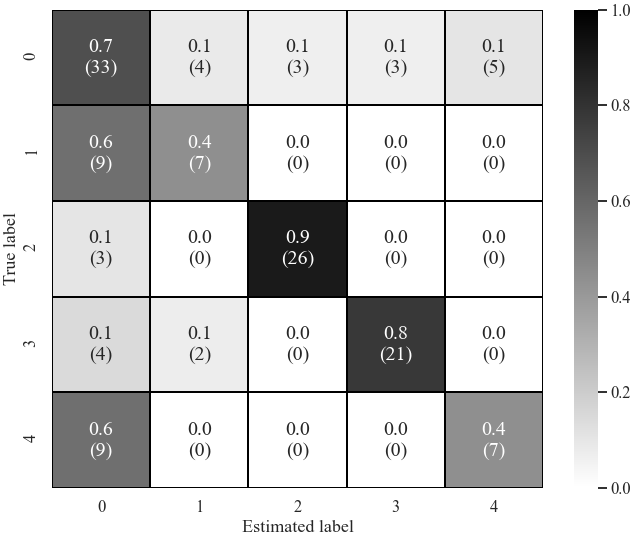 0.7 0.1 0.1 0.1 0.1
0 (33) (4) (3) (3) (5)
0.6 0.4 0.0 0.0 0.0
1 (9) (7) (0) (0) (0)
0.1 0.0 0.9 0.0 0.0
2 (3) (0) (26) (0) (0)
0.1 0.1 0.0 0.8 0.0
3 (4) (2) (0) (21) (0)
0.6 0.0 0.0 0.0 0.4
4 (9) (0) (0) (0) (7)
True label
0 1 2 3 4
Estimated label
1.0
0.8
0.6
0.4
0.2
0.0